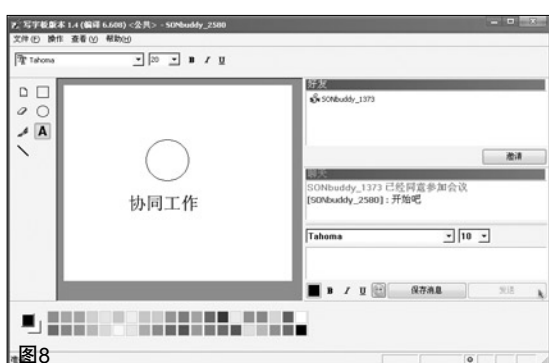 写字板版本 1.4 (编译 6.608) <公共> - SONbuddy_2580
文件(F) 操作 查看(V) 帮助(H)
Tahoma 20 B I U
好友
SONbuddy_1373
邀请
A
聊天
SONbuddy_1373 已经同意参加会议
[SONbuddy_2580] : 开始吧
协同工作
Tahoma 10
B I U 保存消息 发送
图8